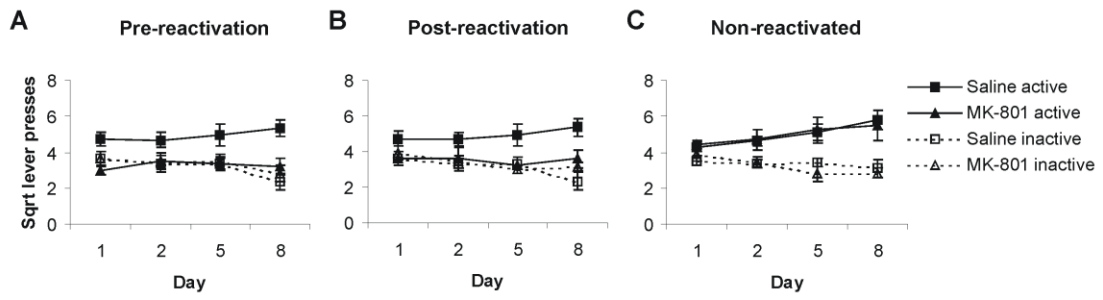 A Pre-reactivation
B Post-reactivation
C Non-reactivated
Sqrt lever presses
8
6
4
2
0
1 2 5 8
Day
8
6
4
2
0
1 2 5 8
Day
8
6
4
2
0
1 2 5 8
Day
Saline active
MK-801 active
Saline inactive
MK-801 inactive